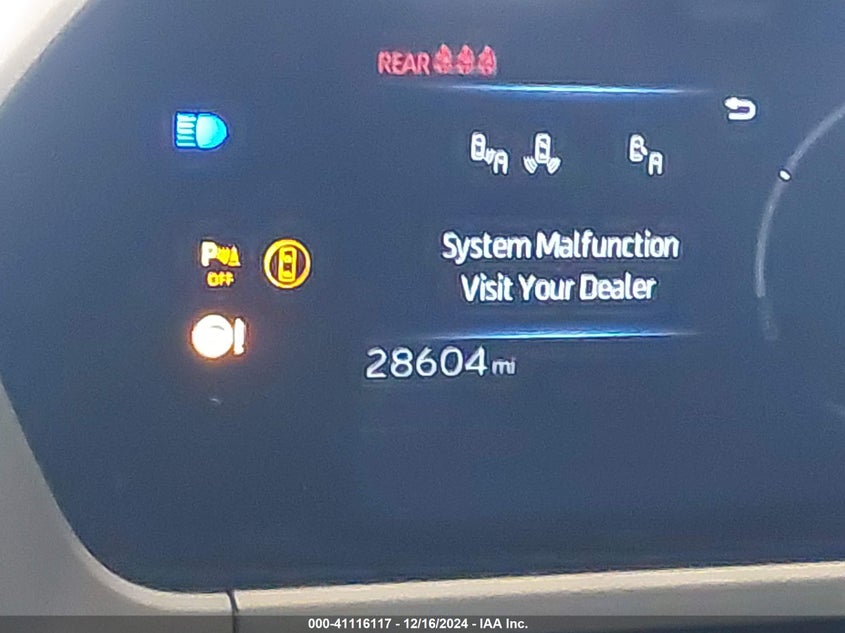 REAR
A A
P
OFF
System Malfunction
Visit Your Dealer
28604 mi
000-41116117 - 12/16/2024 - IAA Inc.